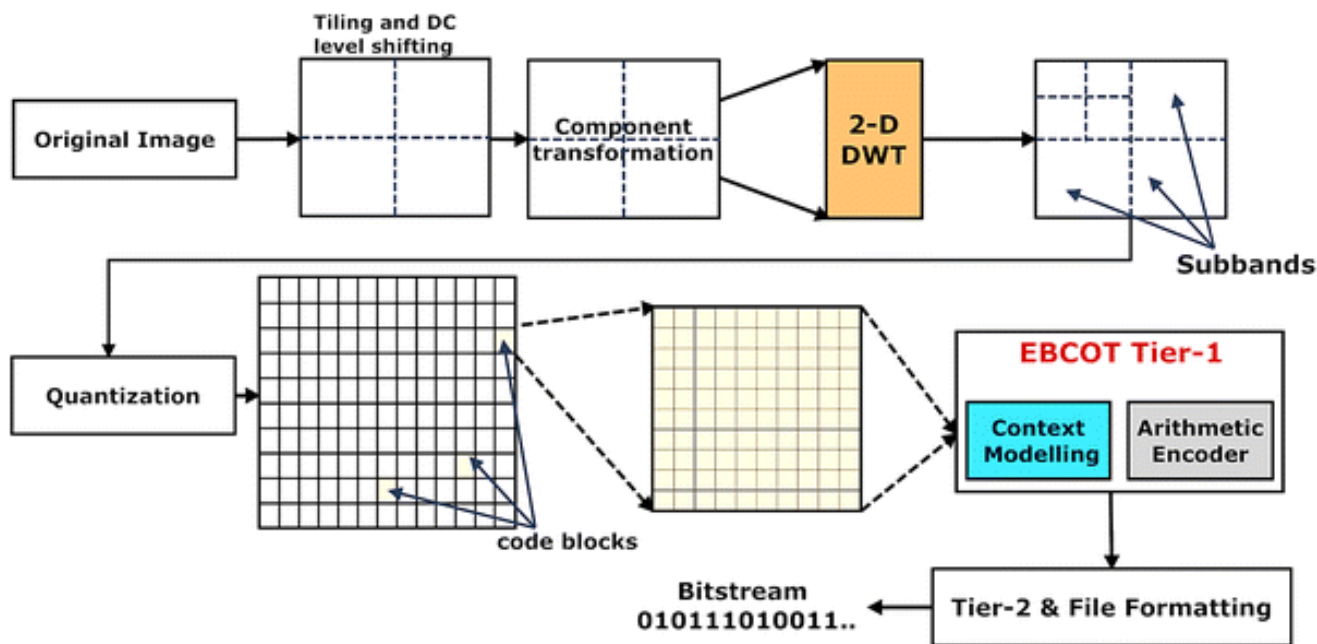 Tiling and DC
level shifting
Original Image
Component
transformation
2-D
DWT
Subbands
Quantization
code blocks
EBCOT Tier-1
Context
Modelling
Arithmetic
Encoder
Tier-2 & File Formatting
Bitstream
010111010011..